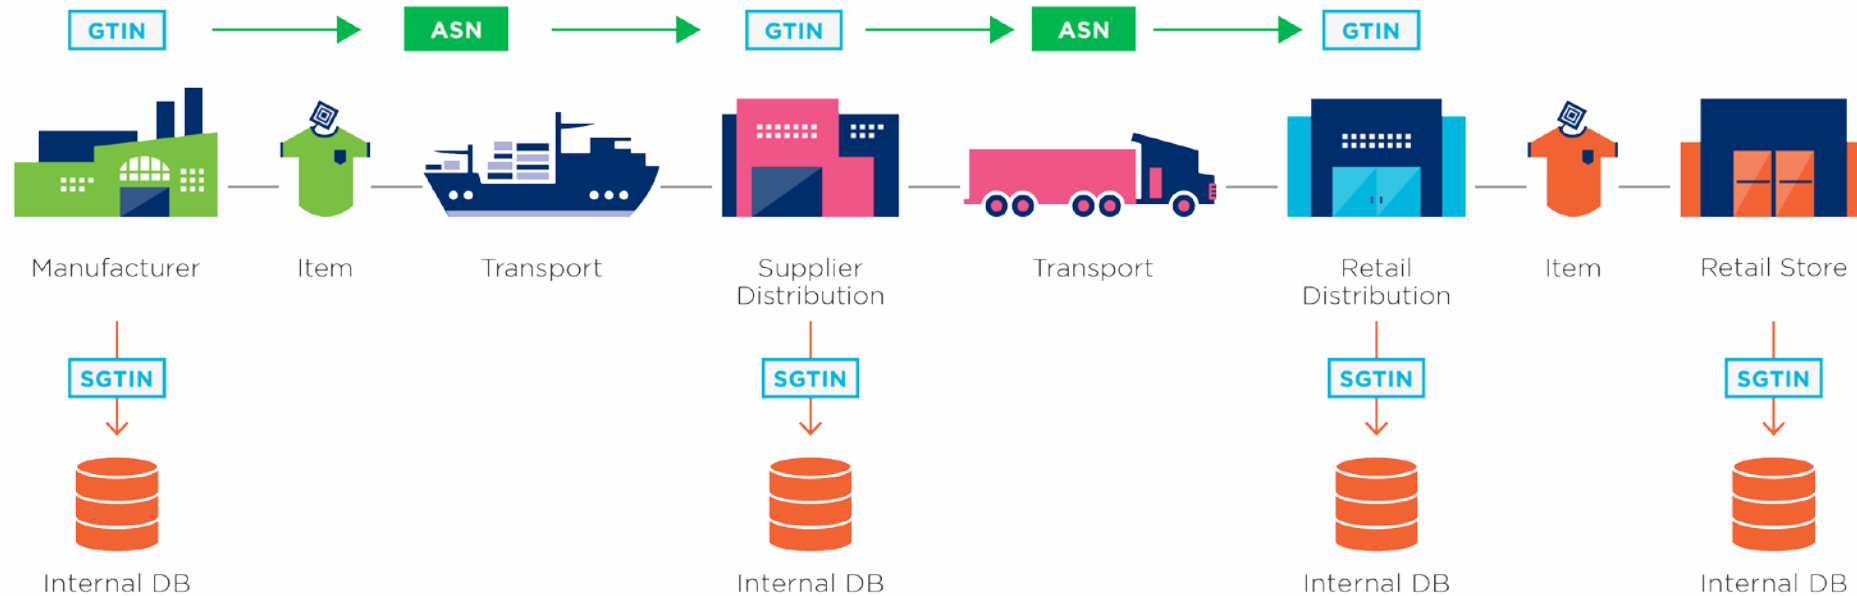 GTIN
ASN
GTIN
ASN
GTIN
Manufacturer
Item
Transport
Supplier
Distribution
Transport
Retail
Distribution
Item
Retail Store
SGTIN
SGTIN
SGTIN
SGTIN
Internal DB
Internal DB
Internal DB
Internal DB